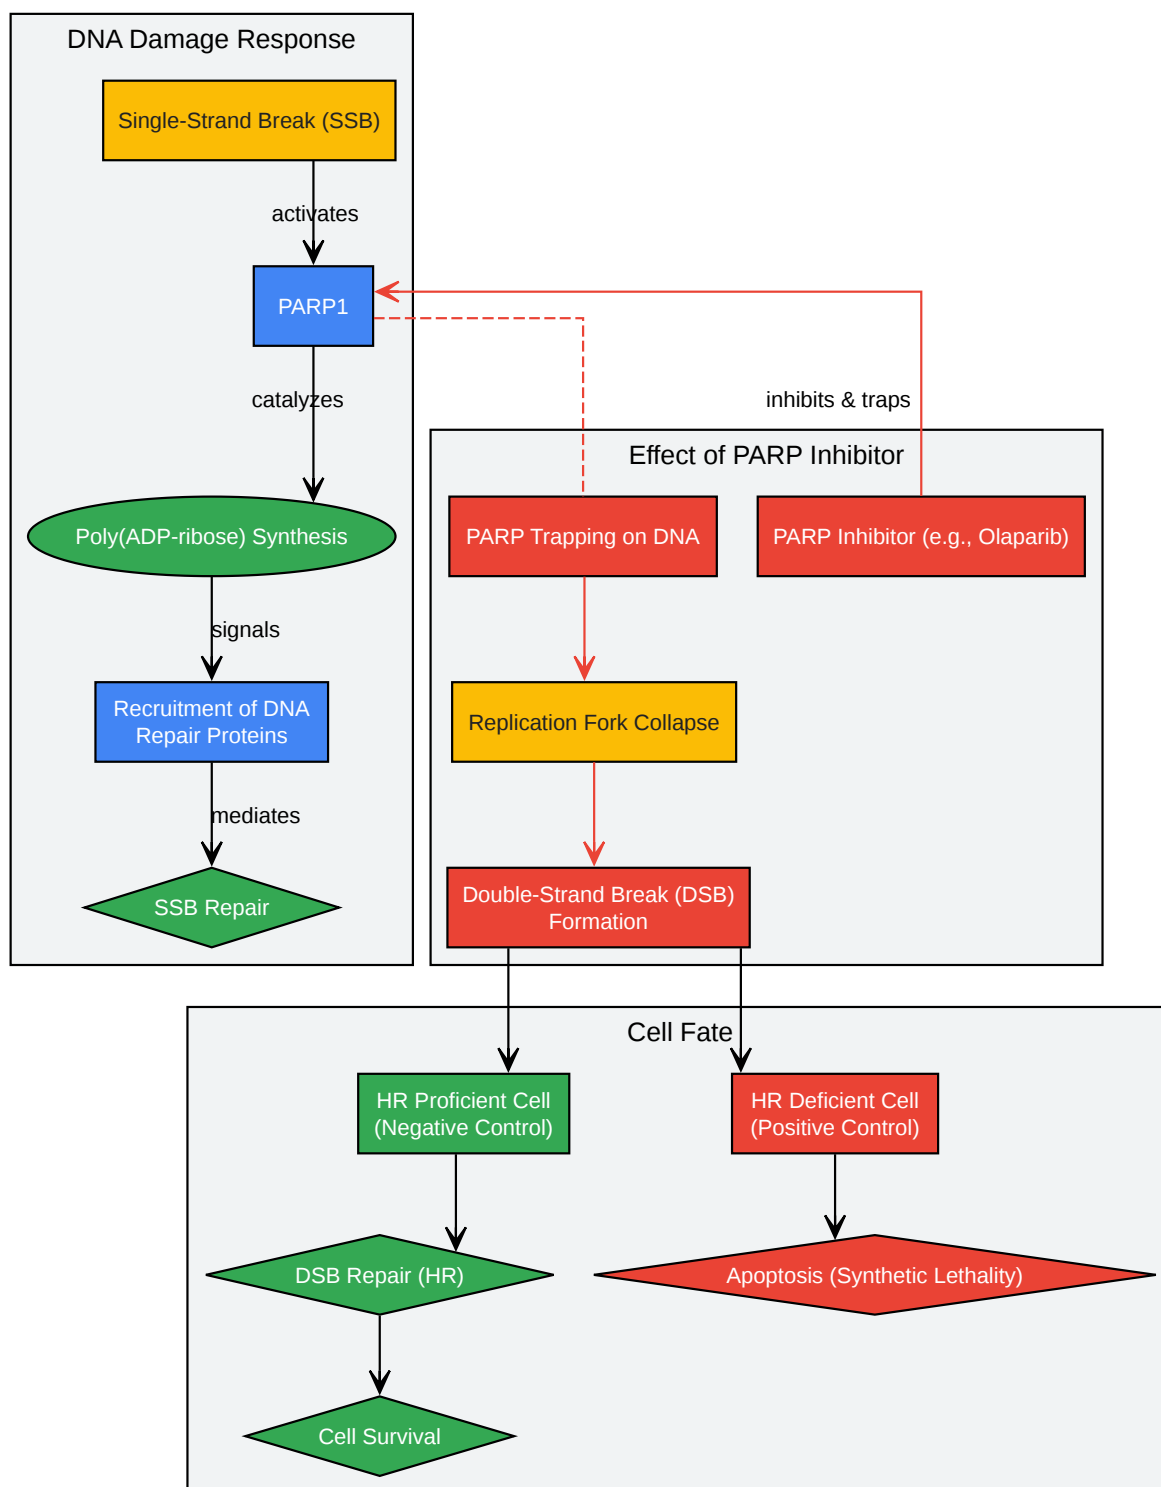 DNA Damage Response
Single-Strand Break (SSB)
activates
PARP1
catalyzes
Poly(ADP-ribose) Synthesis
signals
Recruitment of DNA
Repair Proteins
mediates
SSB Repair
inhibits & traps
Effect of PARP Inhibitor
PARP Trapping on DNA
PARP Inhibitor (e.g., Olaparib)
Replication Fork Collapse
Double-Strand Break (DSB)
Formation
Cell Fate
HR Proficient Cell
(Negative Control)
HR Deficient Cell
(Positive Control)
DSB Repair (HR)
Apoptosis (Synthetic Lethality)
Cell Survival